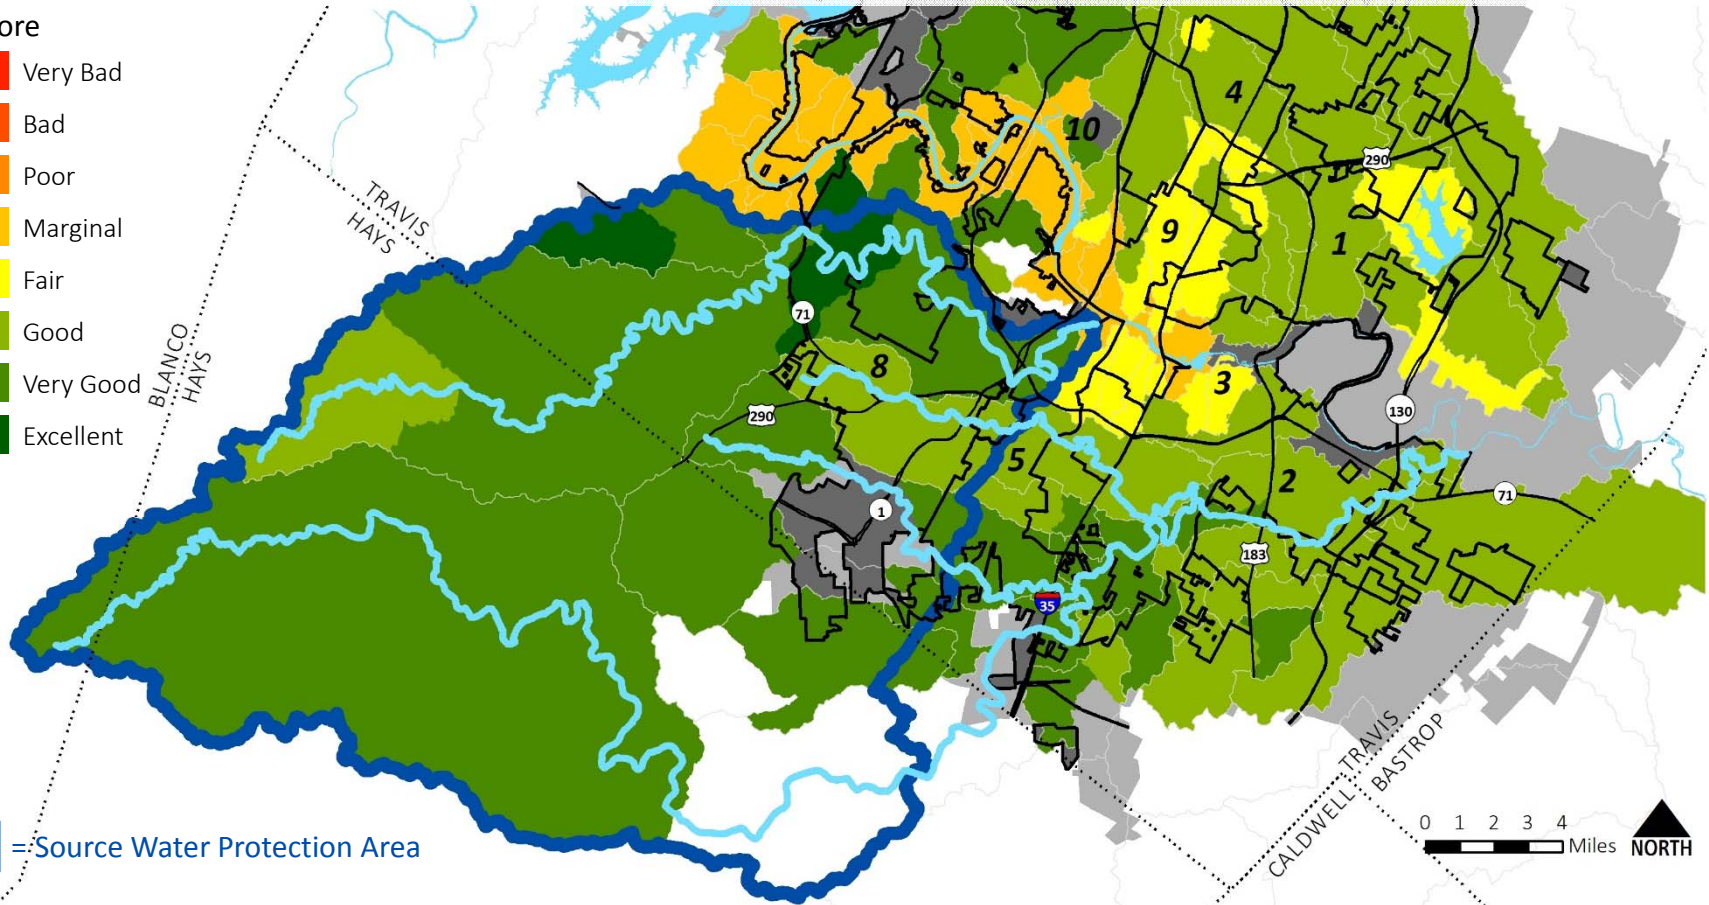 ore
Very Bad
Bad
Poor
Marginal
Fair
Good
Very Good
Excellent
TRAVIS
HAYS
BLANCO
HAYS
4
10
290
9
1
71
8
3
290
130
5
2
1
71
183
35
TRAVIS
BASTROP
CALDWELL
= Source Water Protection Area
0 1 2 3 4
Miles
NORTH